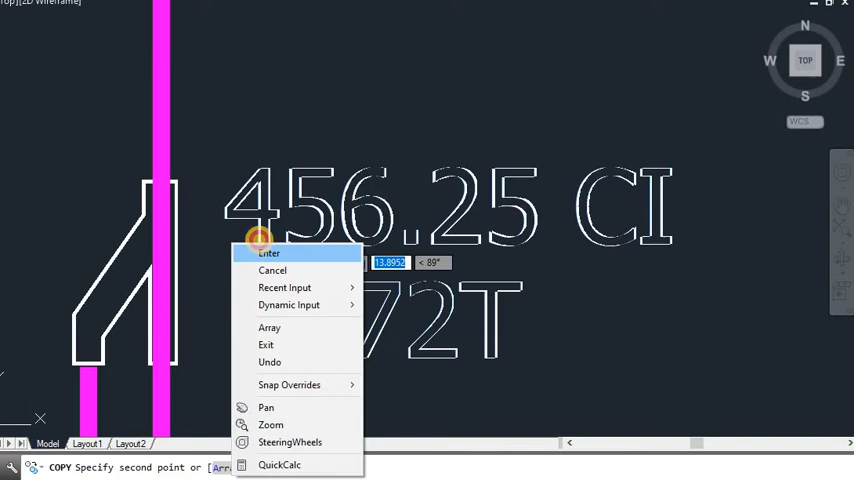 Top][2D Wireframe]
N
W TOP E
S
WCS
456.25 CI
72T
13.8952 < 89°
Enter
Cancel
Recent Input
Dynamic Input
Array
Exit
Undo
Snap Overrides
Pan
Zoom
SteeringWheels
QuickCalc
Model Layout1 Layout2
COPY Specify second point or [Arra